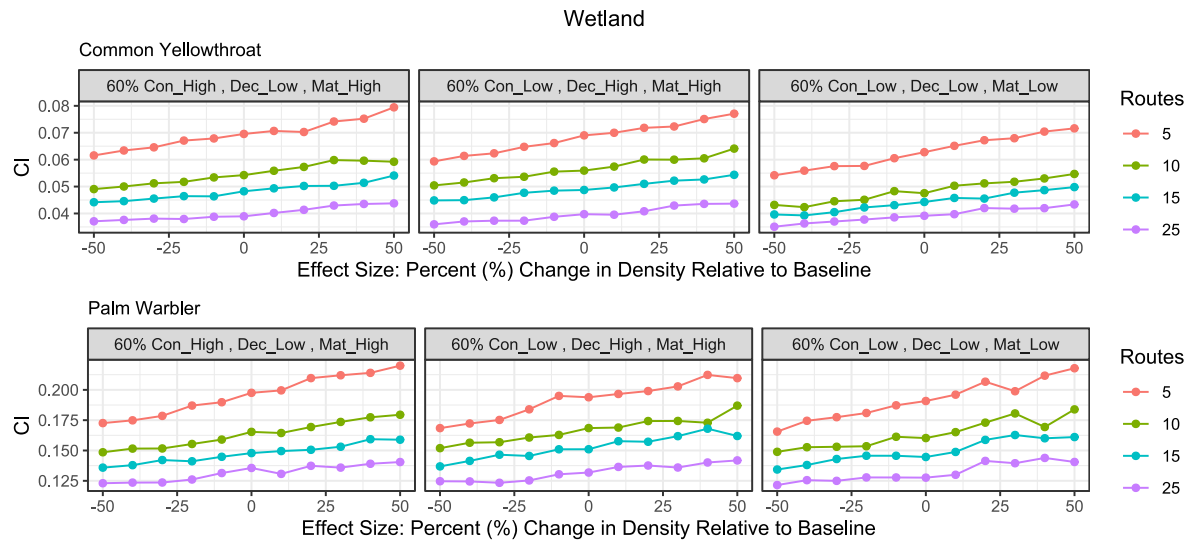 Wetland
Common Yellowthroat
60% Con_High , Dec_Low , Mat_High
60% Con_Low , Dec_High , Mat_High
60% Con_Low , Dec_Low , Mat_Low
CI
0.08
0.07
0.06
0.05
0.04
-50 -25 0 25 50 -50 -25 0 25 50 -50 -25 0 25 50
Effect Size: Percent (%) Change in Density Relative to Baseline
Routes
5
10
15
25
Palm Warbler
60% Con_High , Dec_Low , Mat_High
60% Con_Low , Dec_High , Mat_High
60% Con_Low , Dec_Low , Mat_Low
CI
0.200
0.175
0.150
0.125
-50 -25 0 25 50 -50 -25 0 25 50 -50 -25 0 25 50
Effect Size: Percent (%) Change in Density Relative to Baseline
Routes
5
10
15
25